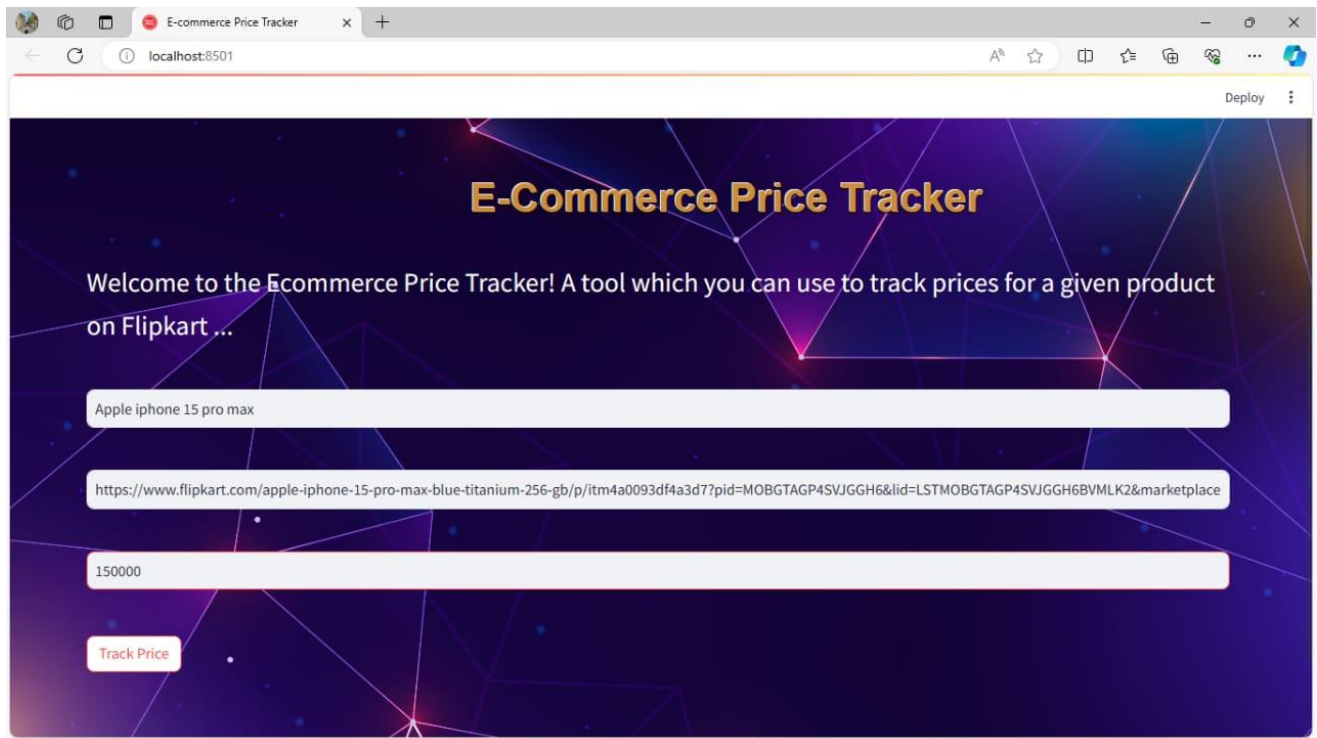 E-commerce Price Tracker
localhost:8501
Deploy
E-Commerce Price Tracker
Welcome to the Ecommerce Price Tracker! A tool which you can use to track prices for a given product
on Flipkart ...
Apple iphone 15 pro max
https://www.flipkart.com/apple-iphone-15-pro-max-blue-titanium-256-gb/p/itm4a0093df4a3d7?pid=MOBGTAGP4SVJGGH6&lid=LSTMOBGTAGP4SVJGGH6BVMLK2&marketplace
150000
Track Price